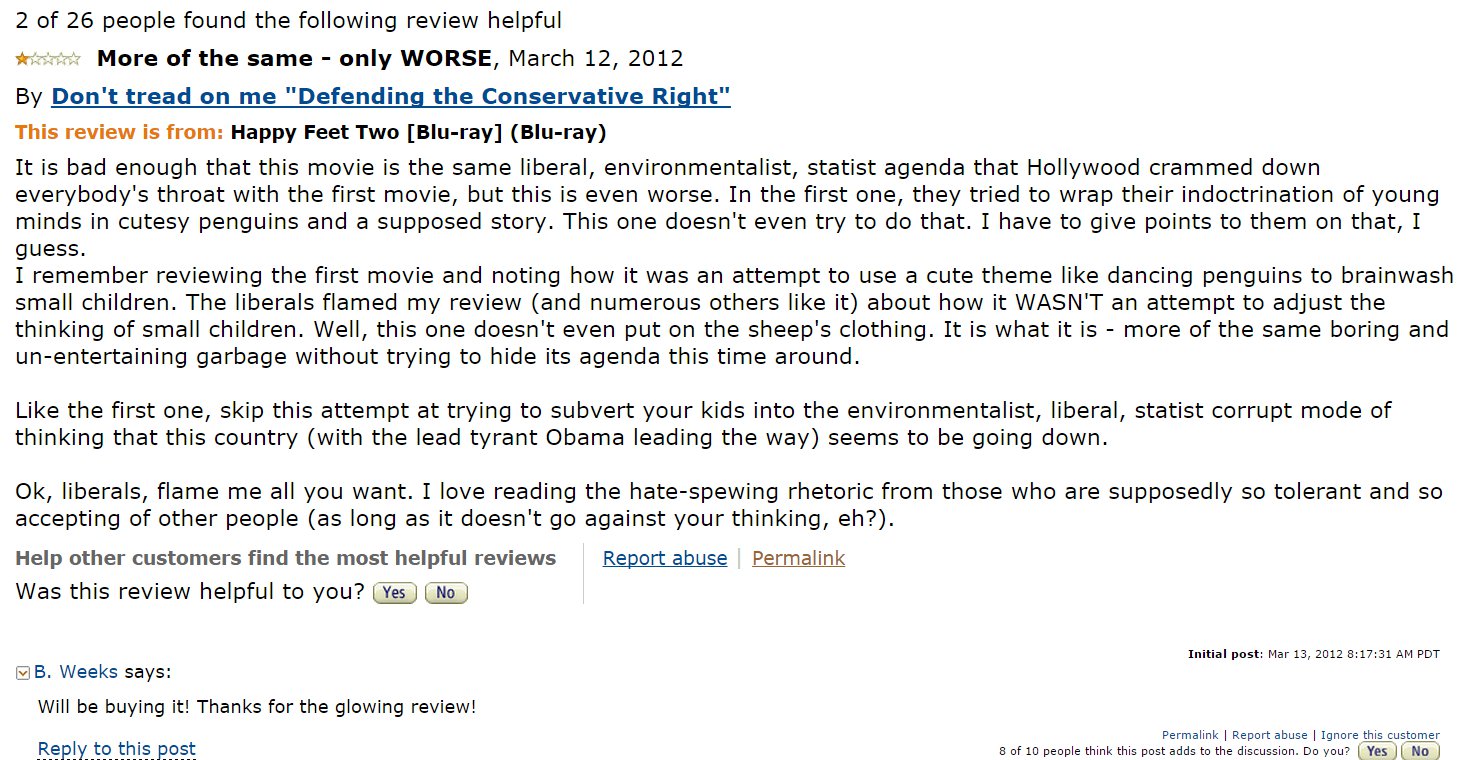 2 of 26 people found the following review helpful
More of the same - only WORSE, March 12, 2012
By Don't tread on me "Defending the Conservative Right"
This review is from: Happy Feet Two [Blu-ray] (Blu-ray)
It is bad enough that this movie is the same liberal, environmentalist, statist agenda that Hollywood crammed down
everybody's throat with the first movie, but this is even worse. In the first one, they tried to wrap their indoctrination of young
minds in cutesy penguins and a supposed story. This one doesn't even try to do that. I have to give points to them on that, I
guess.
I remember reviewing the first movie and noting how it was an attempt to use a cute theme like dancing penguins to brainwash
small children. The liberals flamed my review (and numerous others like it) about how it WASN'T an attempt to adjust the
thinking of small children. Well, this one doesn't even put on the sheep's clothing. It is what it is - more of the same boring and
un-entertaining garbage without trying to hide its agenda this time around.
Like the first one, skip this attempt at trying to subvert your kids into the environmentalist, liberal, statist corrupt mode of
thinking that this country (with the lead tyrant Obama leading the way) seems to be going down.
Ok, liberals, flame me all you want. I love reading the hate-spewing rhetoric from those who are supposedly so tolerant and so
accepting of other people (as long as it doesn't go against your thinking, eh?).
Help other customers find the most helpful reviews Report abuse | Permalink
Was this review helpful to you? Yes No
Initial post: Mar 13, 2012 8:17:31 AM PDT
B. Weeks says:
Will be buying it! Thanks for the glowing review!
Permalink | Report abuse | Ignore this customer
Reply to this post 8 of 10 people think this post adds to the discussion. Do you? Yes No